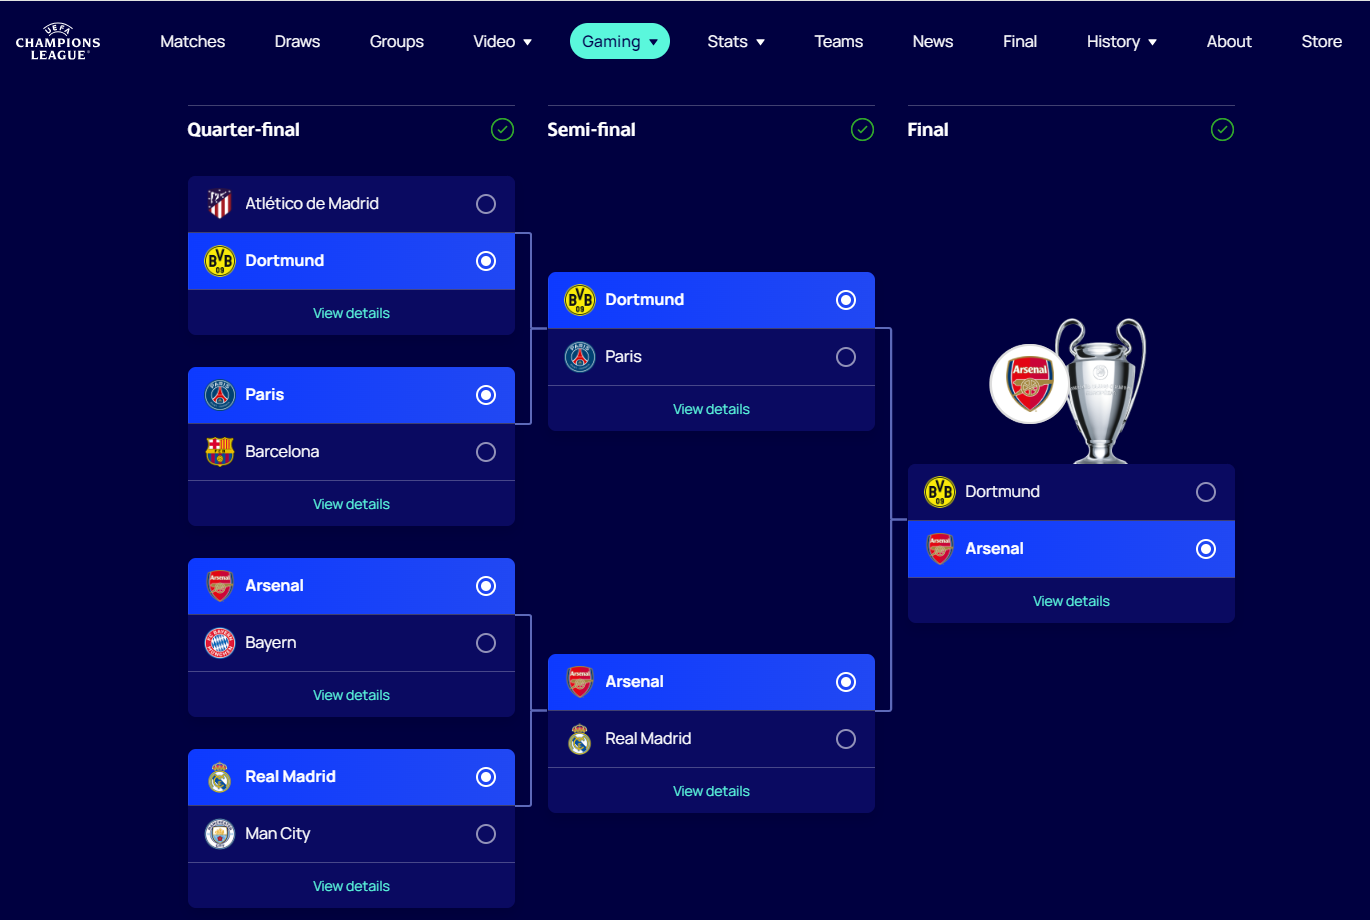 UEFA
CHAMPIONS
LEAGUE
Matches Draws Groups Video Gaming Stats Teams News Final History About Store
Quarter-final
Atlético de Madrid
Dortmund
View details
Paris
Barcelona
View details
Arsenal
Bayern
View details
Real Madrid
Man City
View details
Semi-final
Dortmund
Paris
View details
Arsenal
Real Madrid
View details
Final
Arsenal
Dortmund
Arsenal
View details